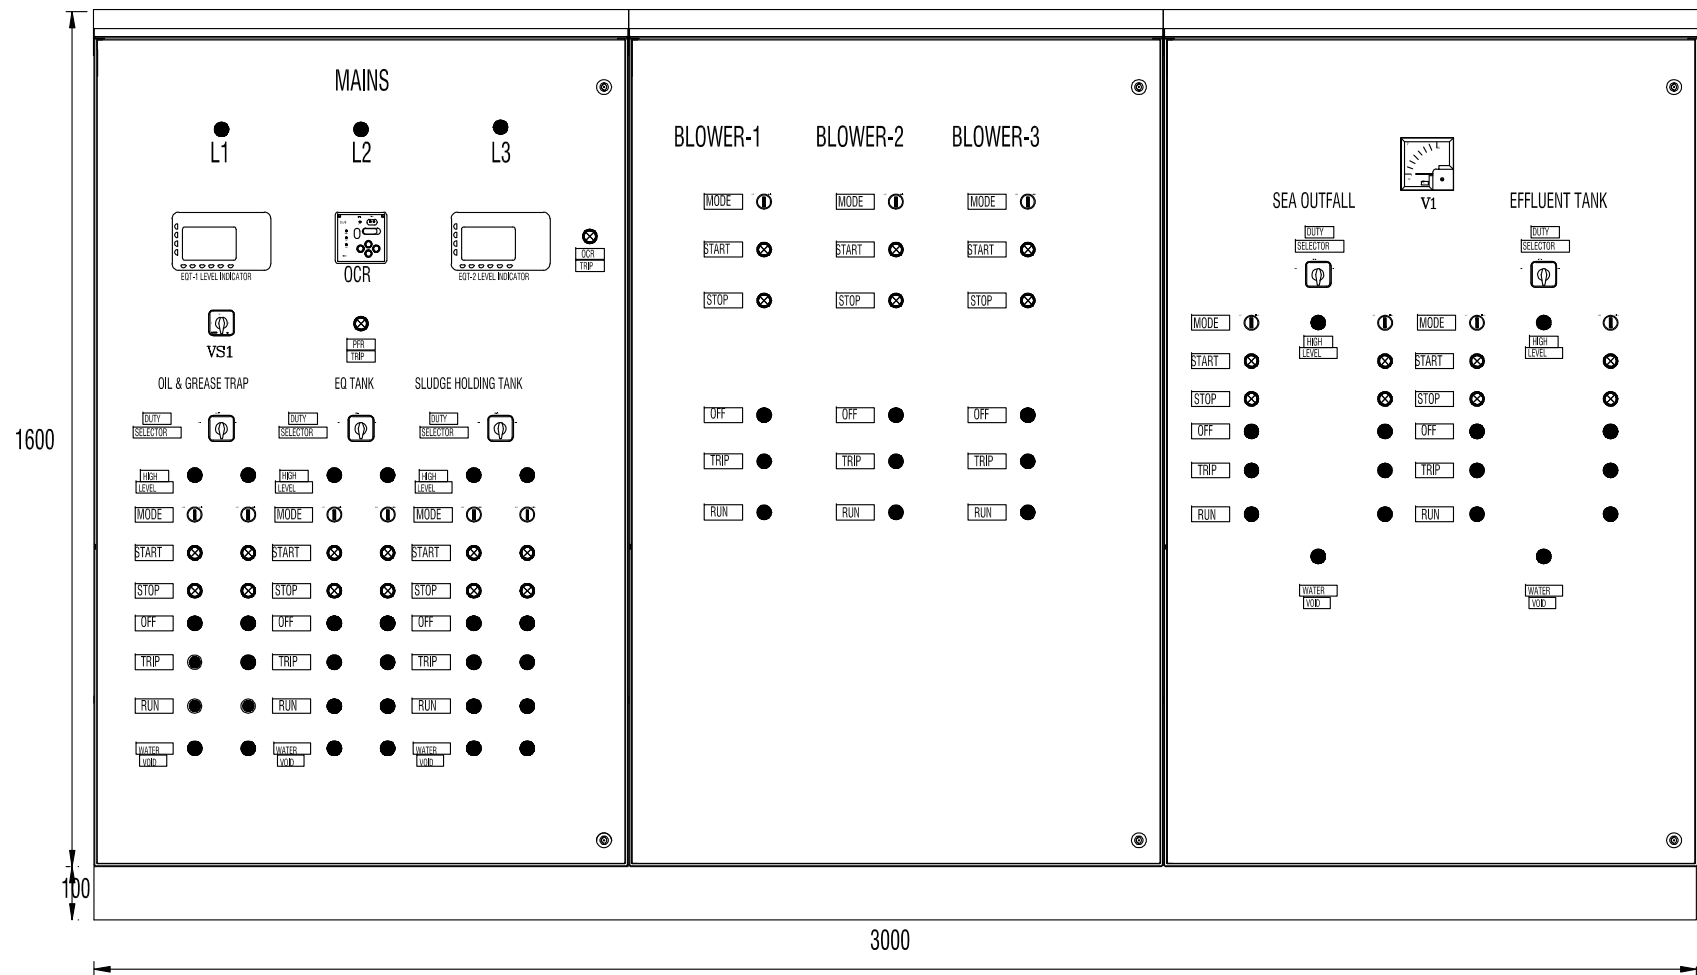 MAINS
L1 L2 L3
EQT-1 LEVEL INDICATOR
OCR
EQT-2 LEVEL INDICATOR
OCR
TRIP
VS1
PFR
TRIP
OIL & GREASE TRAP EQ TANK SLUDGE HOLDING TANK
DUTY DUTY DUTY
SELECTOR SELECTOR SELECTOR
HIGH HIGH HIGH
LEVEL LEVEL LEVEL
MODE MODE MODE
START START START
STOP STOP STOP
OFF OFF OFF
TRIP TRIP TRIP
RUN RUN RUN
WATER WATER WATER
VOID VOID VOID
BLOWER-1 BLOWER-2 BLOWER-3
MODE MODE MODE
START START START
STOP STOP STOP
OFF OFF OFF
TRIP TRIP TRIP
RUN RUN RUN
V1
SEA OUTFALL EFFLUENT TANK
DUTY DUTY
SELECTOR SELECTOR
MODE MODE
HIGH HIGH
LEVEL LEVEL
START START
STOP STOP
OFF OFF
TRIP TRIP
RUN RUN
WATER WATER
VOID VOID
1600
100
3000